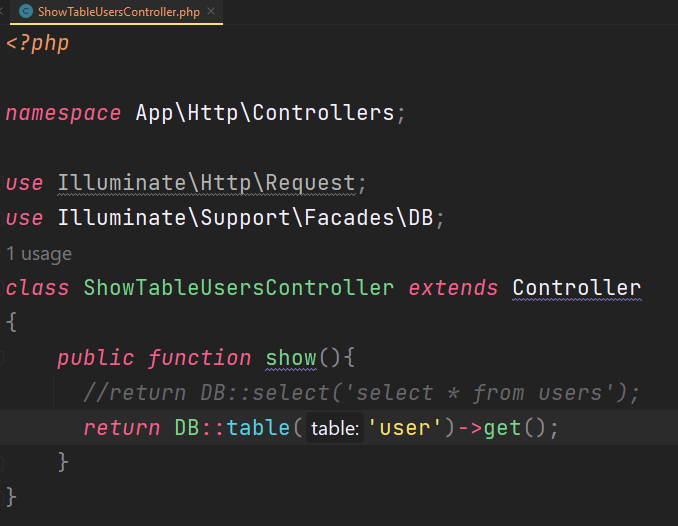 ShowTableUsersController.php
<?php
namespace App\Http\Controllers;
use Illuminate\Http\Request;
use Illuminate\Support\Facades\DB;
1 usage
class ShowTableUsersController extends Controller
{
public function show(){
//return DB::select('select * from users');
return DB::table( table: 'user')->get();
}
}